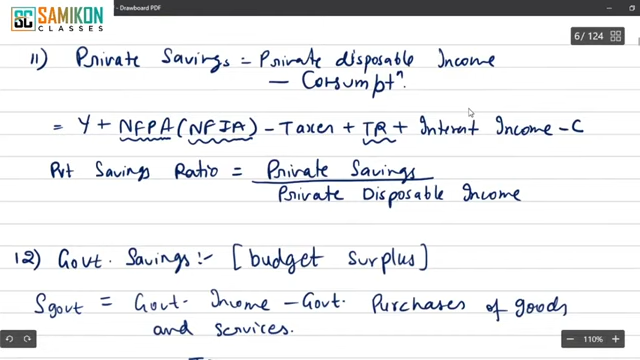 - Drawboard PDF
SC SAMIKON
CLASSES
6 / 124
11) Private Savings = Private disposable Income
— Consumptⁿ.
= Y + NFPA (NFIA) - Taxes + TR + Interest Income - C
Pvt Savings Ratio = Private Savings
Private Disposable Income
12) Govt. Savings :- [budget surplus]
Sgovt = Govt. Income - Govt. Purchases of goods
and services.
110%